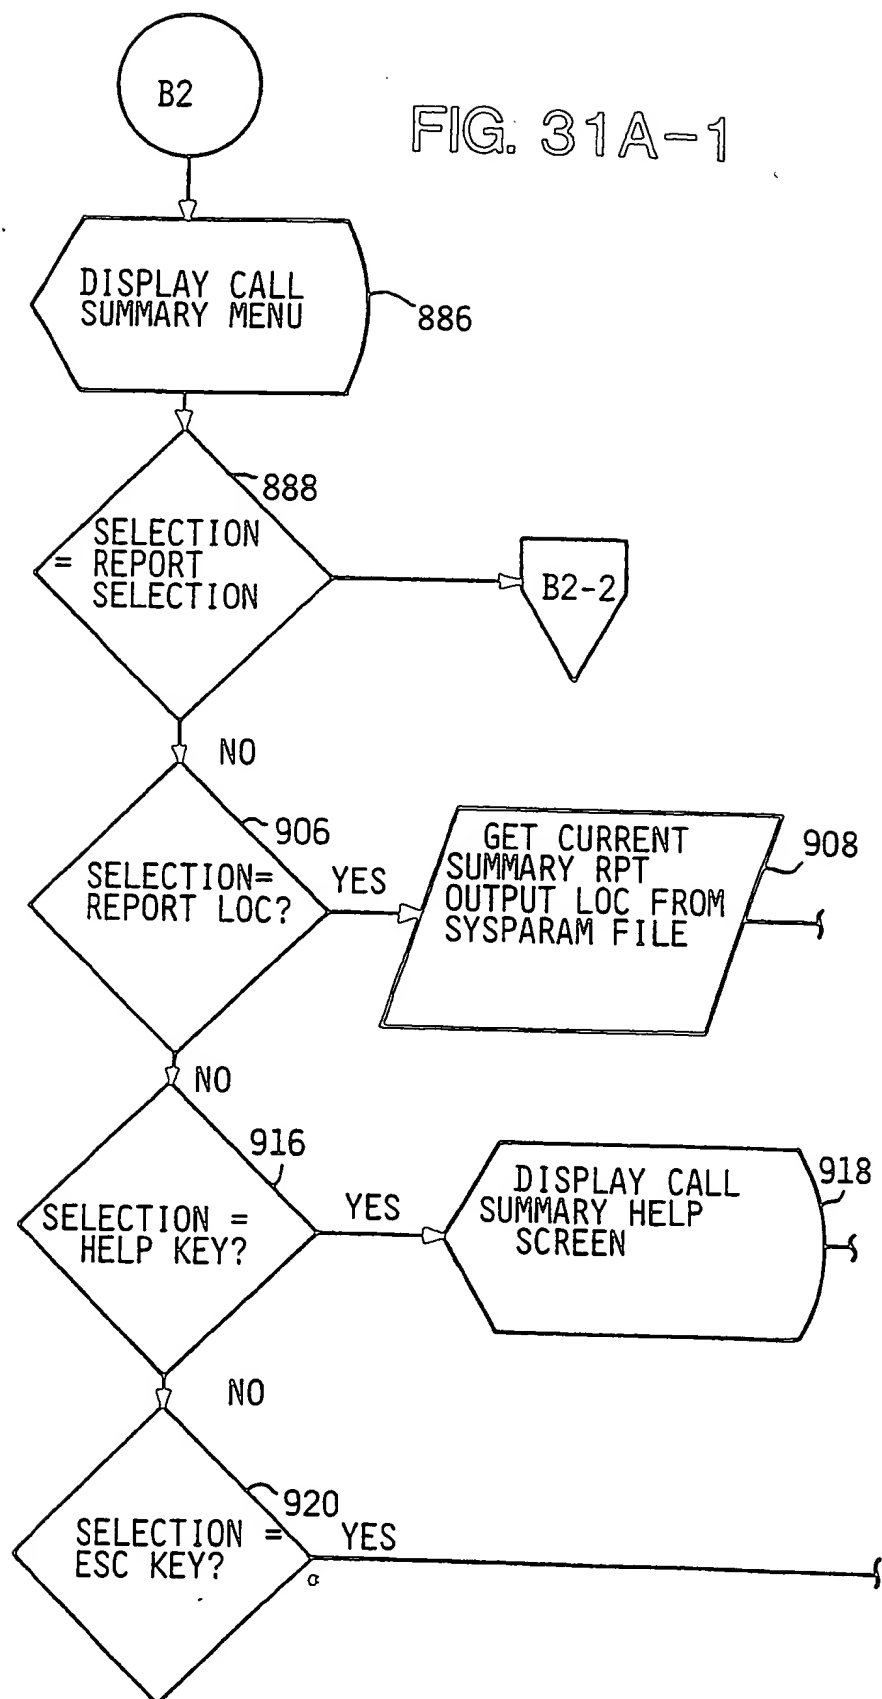 B2
FIG. 31A-1
DISPLAY CALL
SUMMARY MENU
886
888
SELECTION
= REPORT
SELECTION
B2-2
NO
906
SELECTION=
REPORT LOC?
YES
GET CURRENT
SUMMARY RPT
OUTPUT LOC FROM
SYSPARAM FILE
908
NO
916
SELECTION =
HELP KEY?
YES
DISPLAY CALL
SUMMARY HELP
SCREEN
918
NO
920
SELECTION =
ESC KEY?
YES